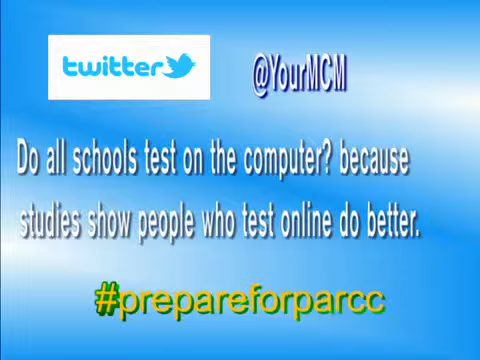 twitter
@YourMCM
Do all schools test on the computer? because
studies show people who test online do better.
#prepareforparcc